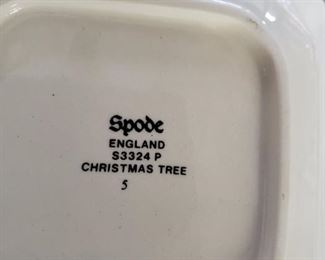 Spode
ENGLAND
S3324 P
CHRISTMAS TREE
5